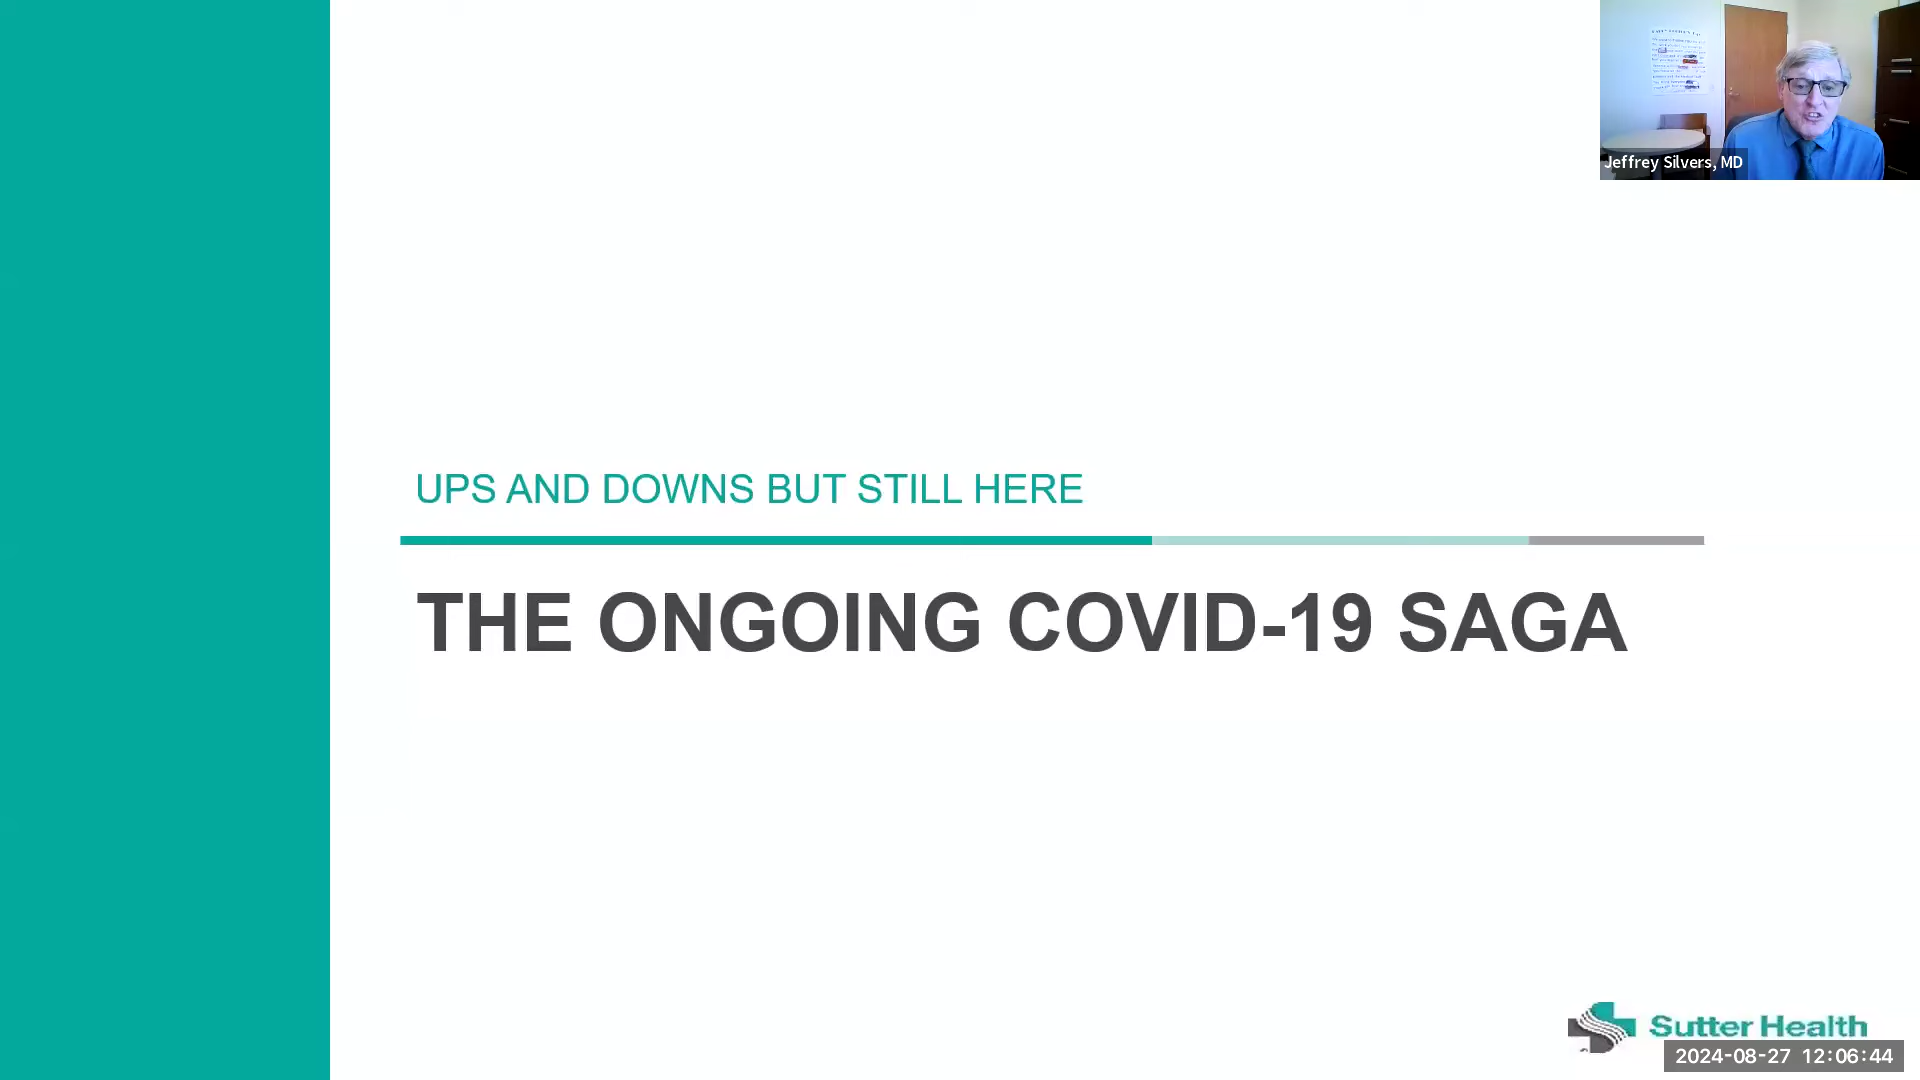 Jeffrey Silvers, MD
UPS AND DOWNS BUT STILL HERE
THE ONGOING COVID-19 SAGA
Sutter Health
2024-08-27 12:06:44